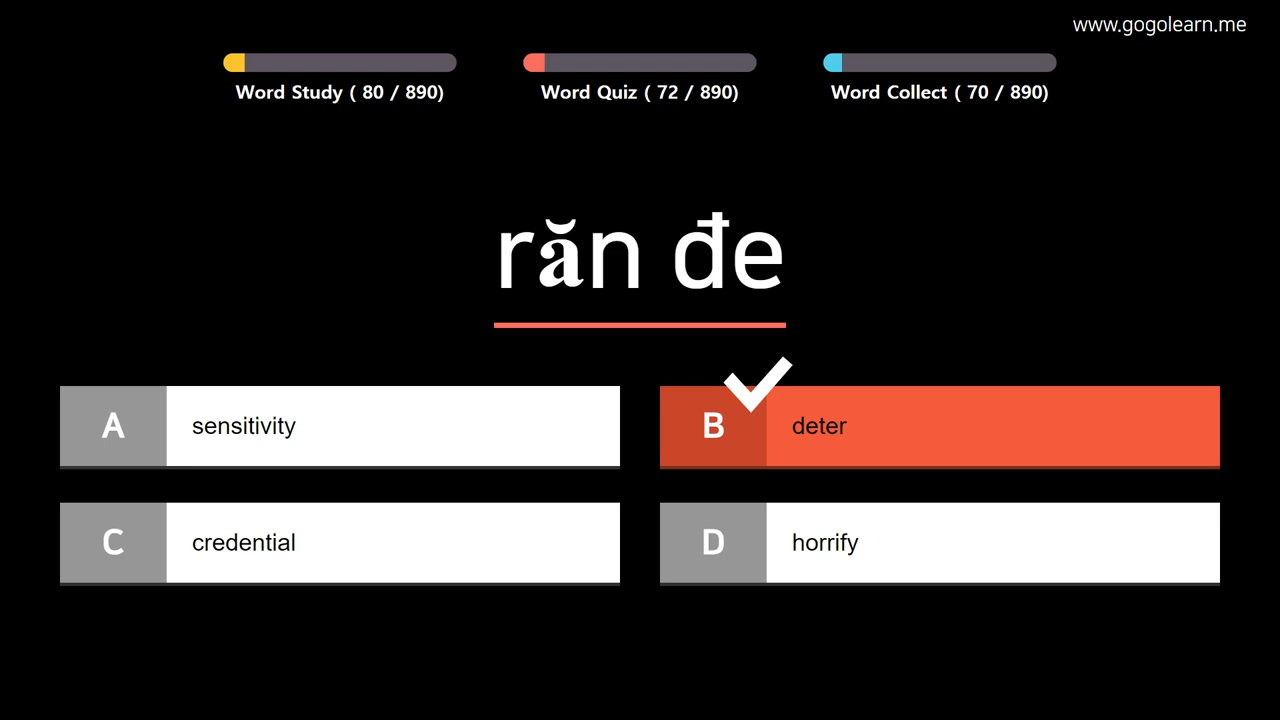 www.gogolearn.me
Word Study ( 80 / 890)
Word Quiz ( 72 / 890)
Word Collect ( 70 / 890)
răn đe
A sensitivity
B deter
C credential
D horrify